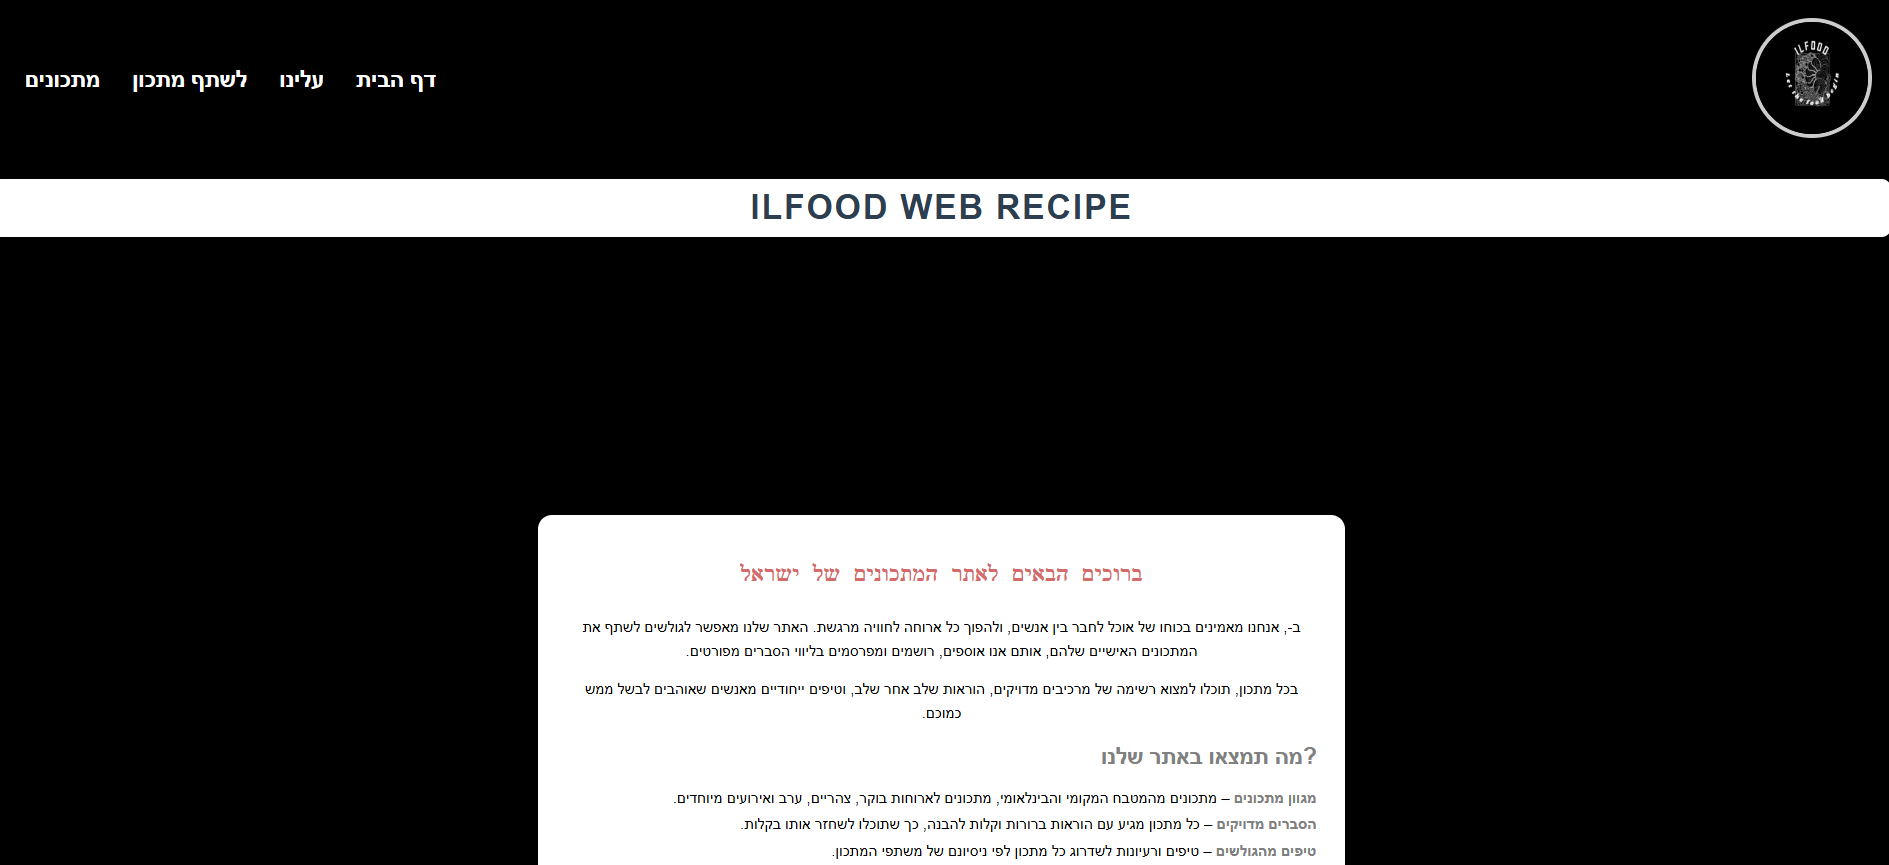 ILFOOD
Let the food begin
דף הבית עלינו לשתף מתכון מתכונים
ILFOOD WEB RECIPE
ברוכים הבאים לאתר המתכונים של ישראל
ב-, אנחנו מאמינים בכוחו של אוכל לחבר בין אנשים, ולהפוך כל ארוחה לחוויה מרגשת. האתר שלנו מאפשר לגולשים לשתף את
המתכונים האישיים שלהם, אותם אנו אוספים, רושמים ומפרסמים בליווי הסברים מפורטים.
בכל מתכון, תוכלו למצוא רשימה של מרכיבים מדויקים, הוראות שלב אחר שלב, וטיפים ייחודיים מאנשים שאוהבים לבשל ממש
כמוכם.
?מה תמצאו באתר שלנו
מגוון מתכונים – מתכונים מהמטבח המקומי והבינלאומי, מתכונים לארוחות בוקר, צהריים, ערב ואירועים מיוחדים.
הסברים מדויקים – כל מתכון מגיע עם הוראות ברורות וקלות להבנה, כך שתוכלו לשחזר אותו בקלות.
טיפים מהגולשים – טיפים ורעיונות לשדרוג כל מתכון לפי ניסיונם של משתפי המתכון.